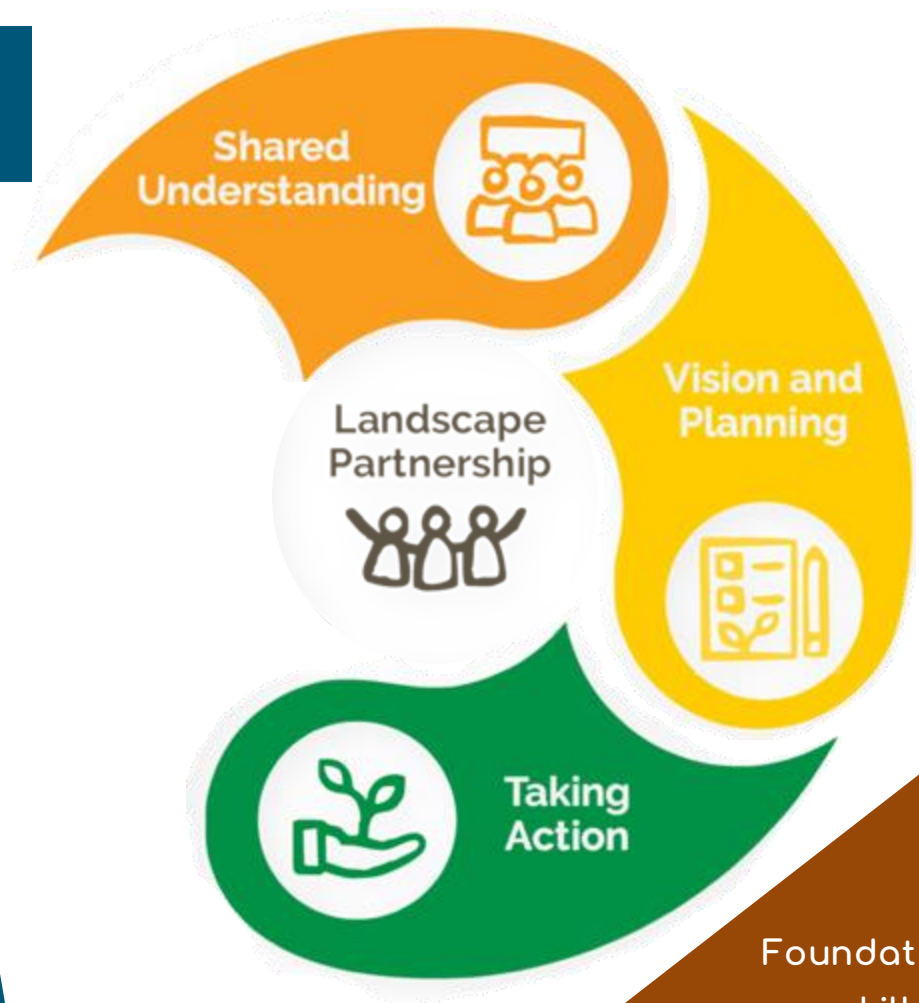 Shared
Understanding
Vision and
Planning
Landscape
Partnership
Taking
Action
Foundat